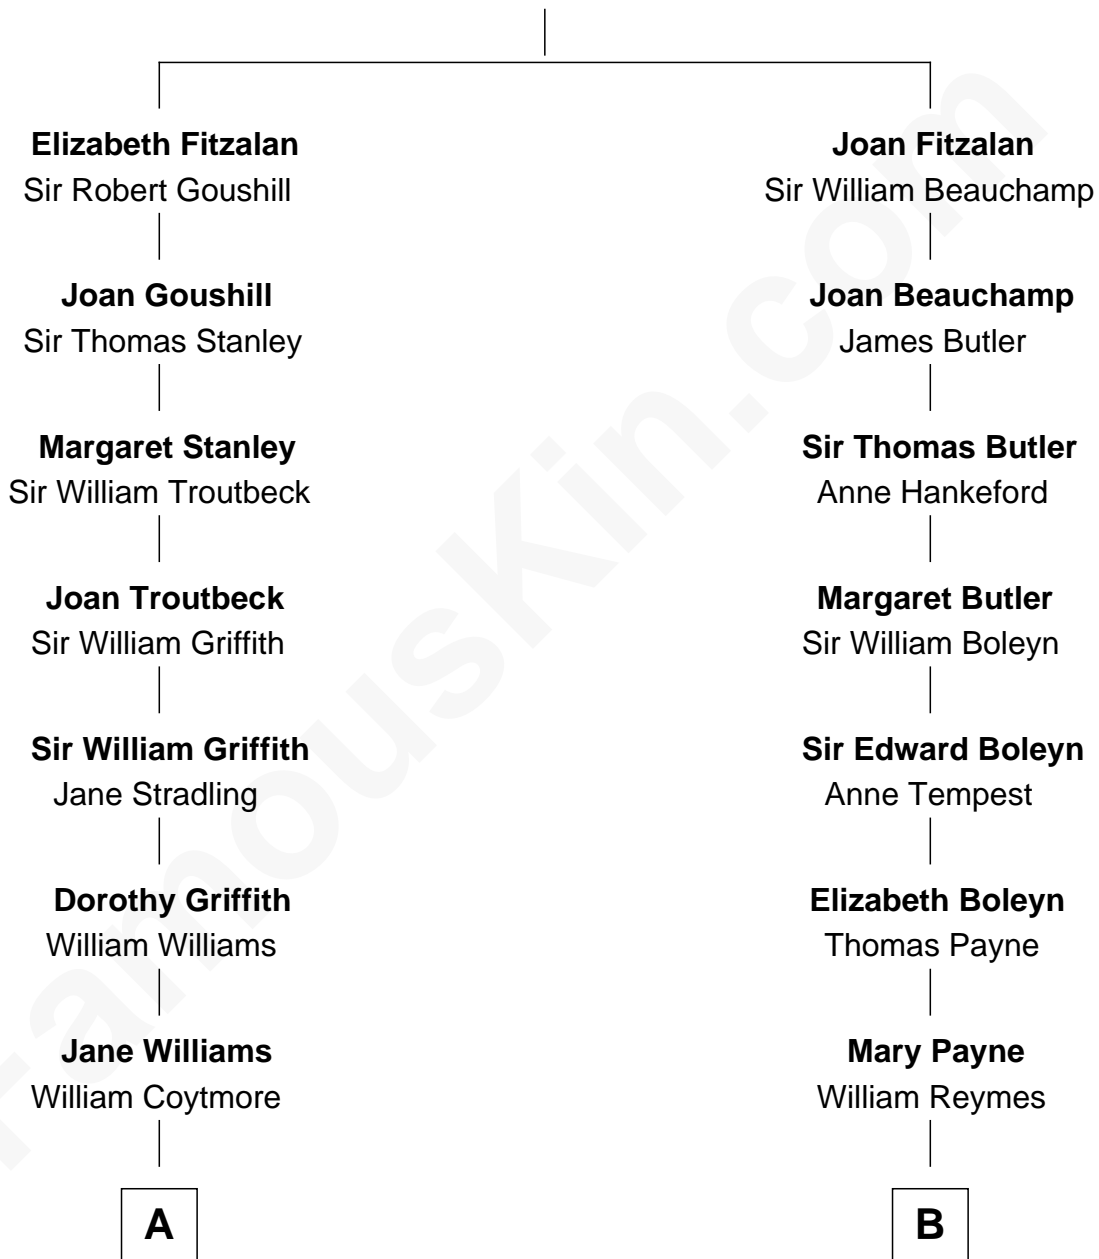 Elizabeth Fitzalan
Sir Robert Goushill
Joan Goushill
Sir Thomas Stanley
Margaret Stanley
Sir William Troutbeck
Joan Troutbeck
Sir William Griffith
Sir William Griffith
Jane Stradling
Dorothy Griffith
William Williams
Jane Williams
William Coytmore
A
Joan Fitzalan
Sir William Beauchamp
Joan Beauchamp
James Butler
Sir Thomas Butler
Anne Hankeford
Margaret Butler
Sir William Boleyn
Sir Edward Boleyn
Anne Tempest
Elizabeth Boleyn
Thomas Payne
Mary Payne
William Reymes
B
FamousKin.com